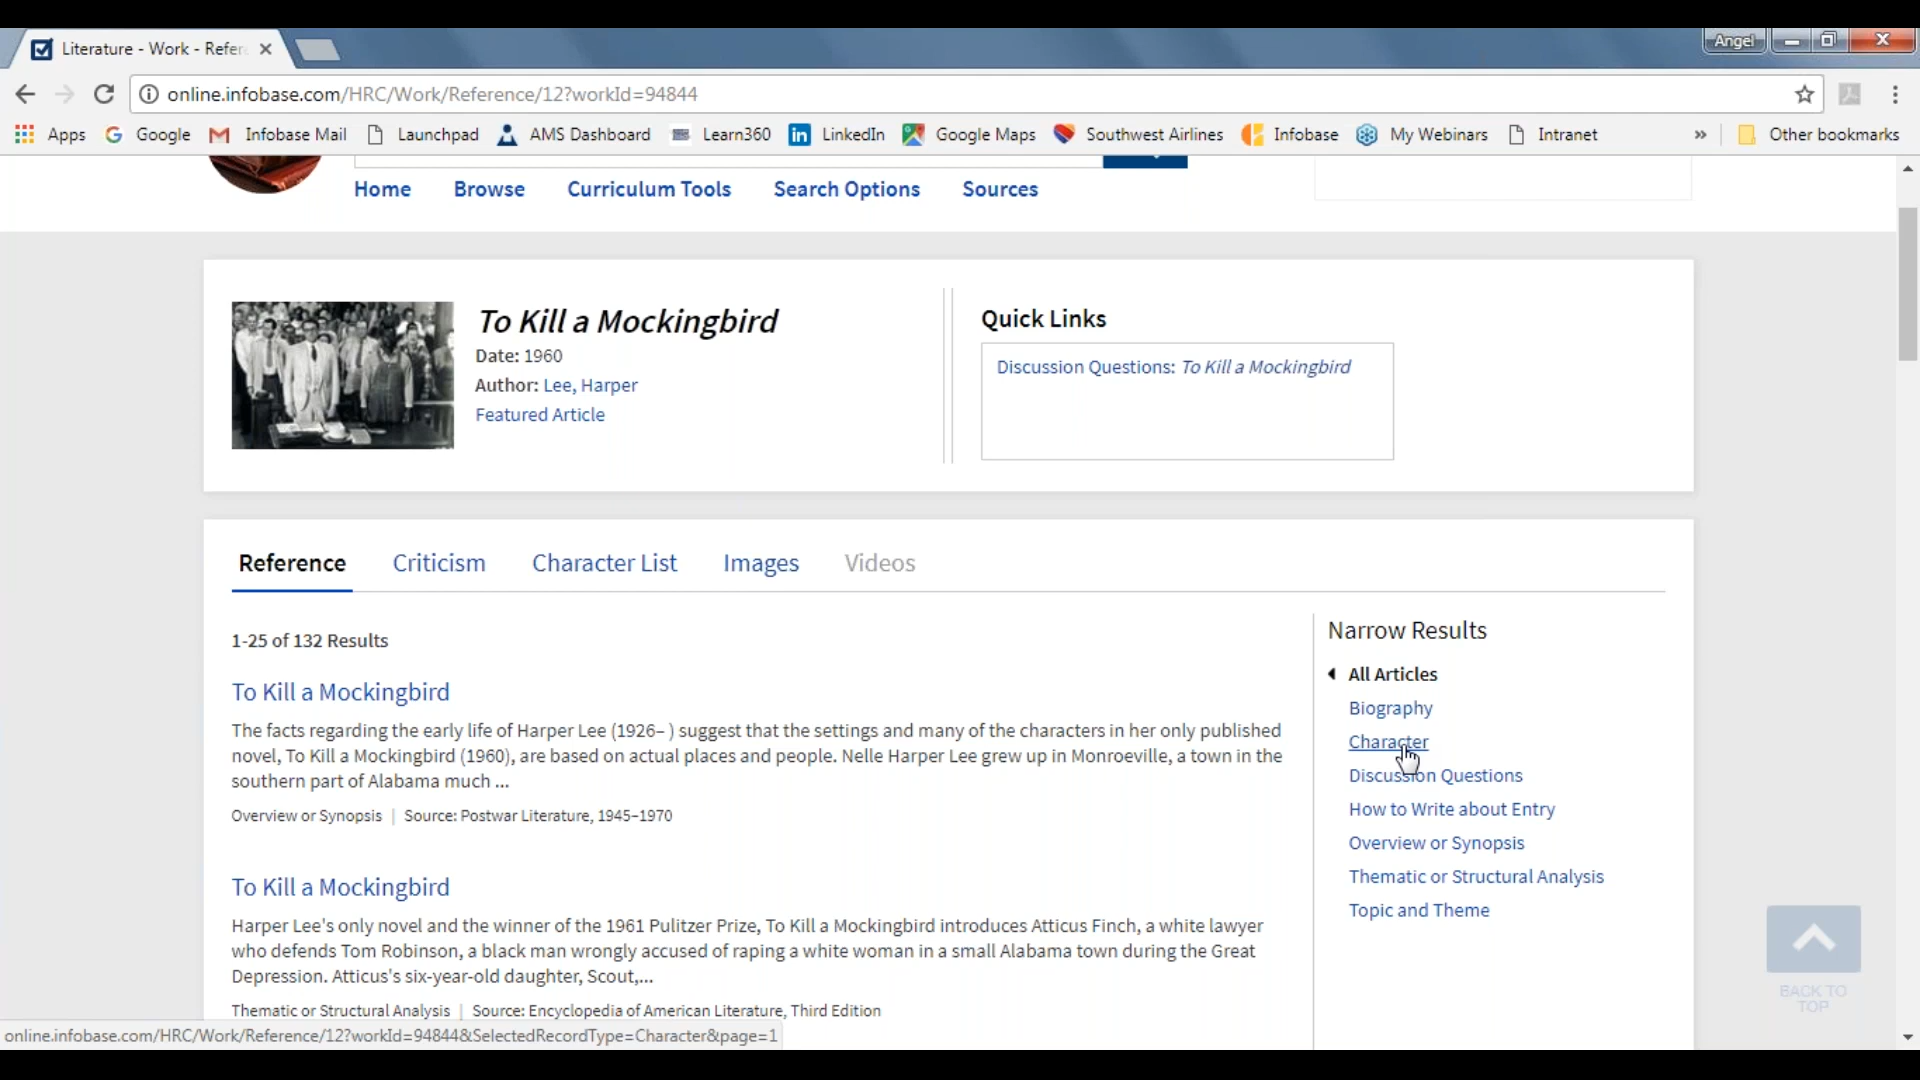 Literature - Work - Refer
Angel
online.infobase.com/HRC/Work/Reference/12?workId=94844
Apps Google Infobase Mail Launchpad AMS Dashboard Learn360 LinkedIn Google Maps Southwest Airlines Infobase My Webinars Intranet » Other bookmarks
Home Browse Curriculum Tools Search Options Sources
To Kill a Mockingbird
Date: 1960
Author: Lee, Harper
Featured Article
Quick Links
Discussion Questions: To Kill a Mockingbird
Reference Criticism Character List Images Videos
1-25 of 132 Results
To Kill a Mockingbird
The facts regarding the early life of Harper Lee (1926– ) suggest that the settings and many of the characters in her only published
novel, To Kill a Mockingbird (1960), are based on actual places and people. Nelle Harper Lee grew up in Monroeville, a town in the
southern part of Alabama much ...
Overview or Synopsis | Source: Postwar Literature, 1945–1970
To Kill a Mockingbird
Harper Lee's only novel and the winner of the 1961 Pulitzer Prize, To Kill a Mockingbird introduces Atticus Finch, a white lawyer
who defends Tom Robinson, a black man wrongly accused of raping a white woman in a small Alabama town during the Great
Depression. Atticus's six-year-old daughter, Scout,...
Thematic or Structural Analysis | Source: Encyclopedia of American Literature, Third Edition
Narrow Results
All Articles
Biography
Character
Discussion Questions
How to Write about Entry
Overview or Synopsis
Thematic or Structural Analysis
Topic and Theme
BACK TO
TOP
online.infobase.com/HRC/Work/Reference/12?workId=94844&SelectedRecordType=Character&page=1